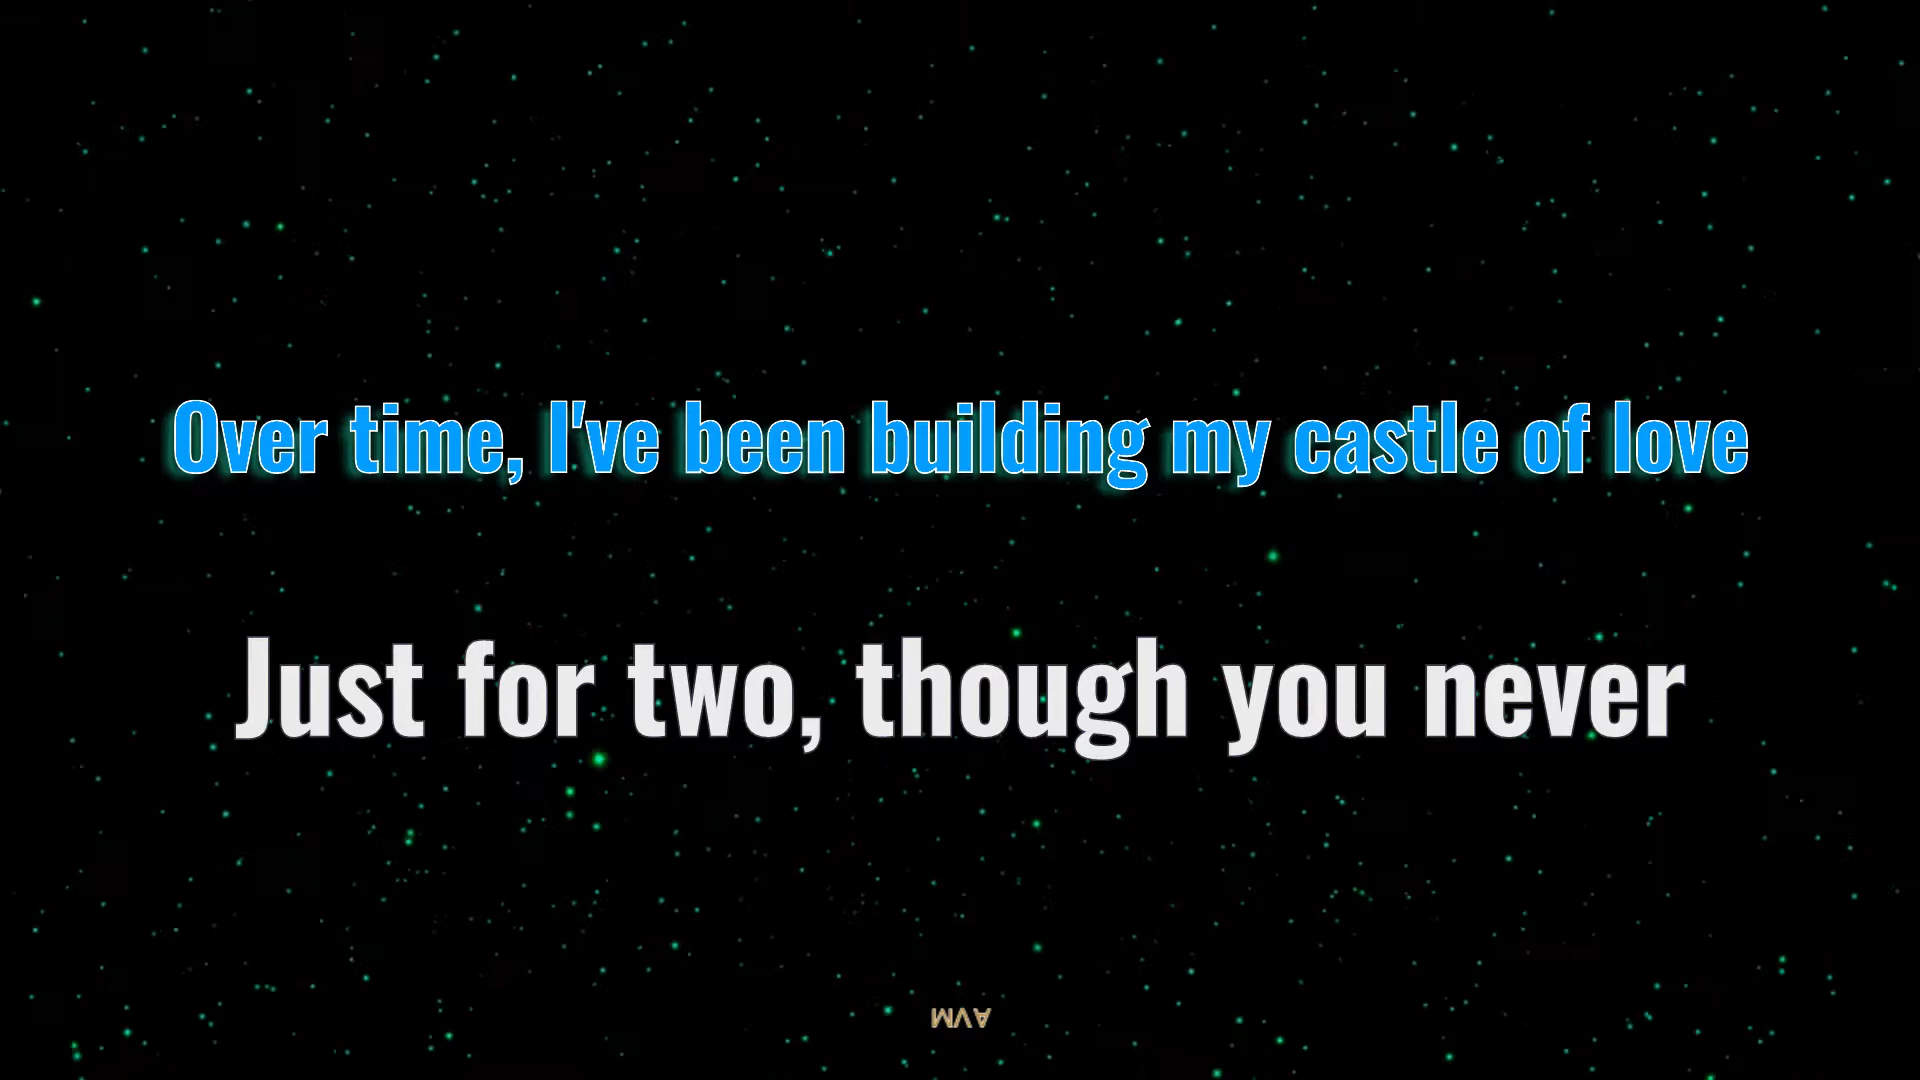 Over time, I've been building my castle of love
Just for two, though you never
AVM